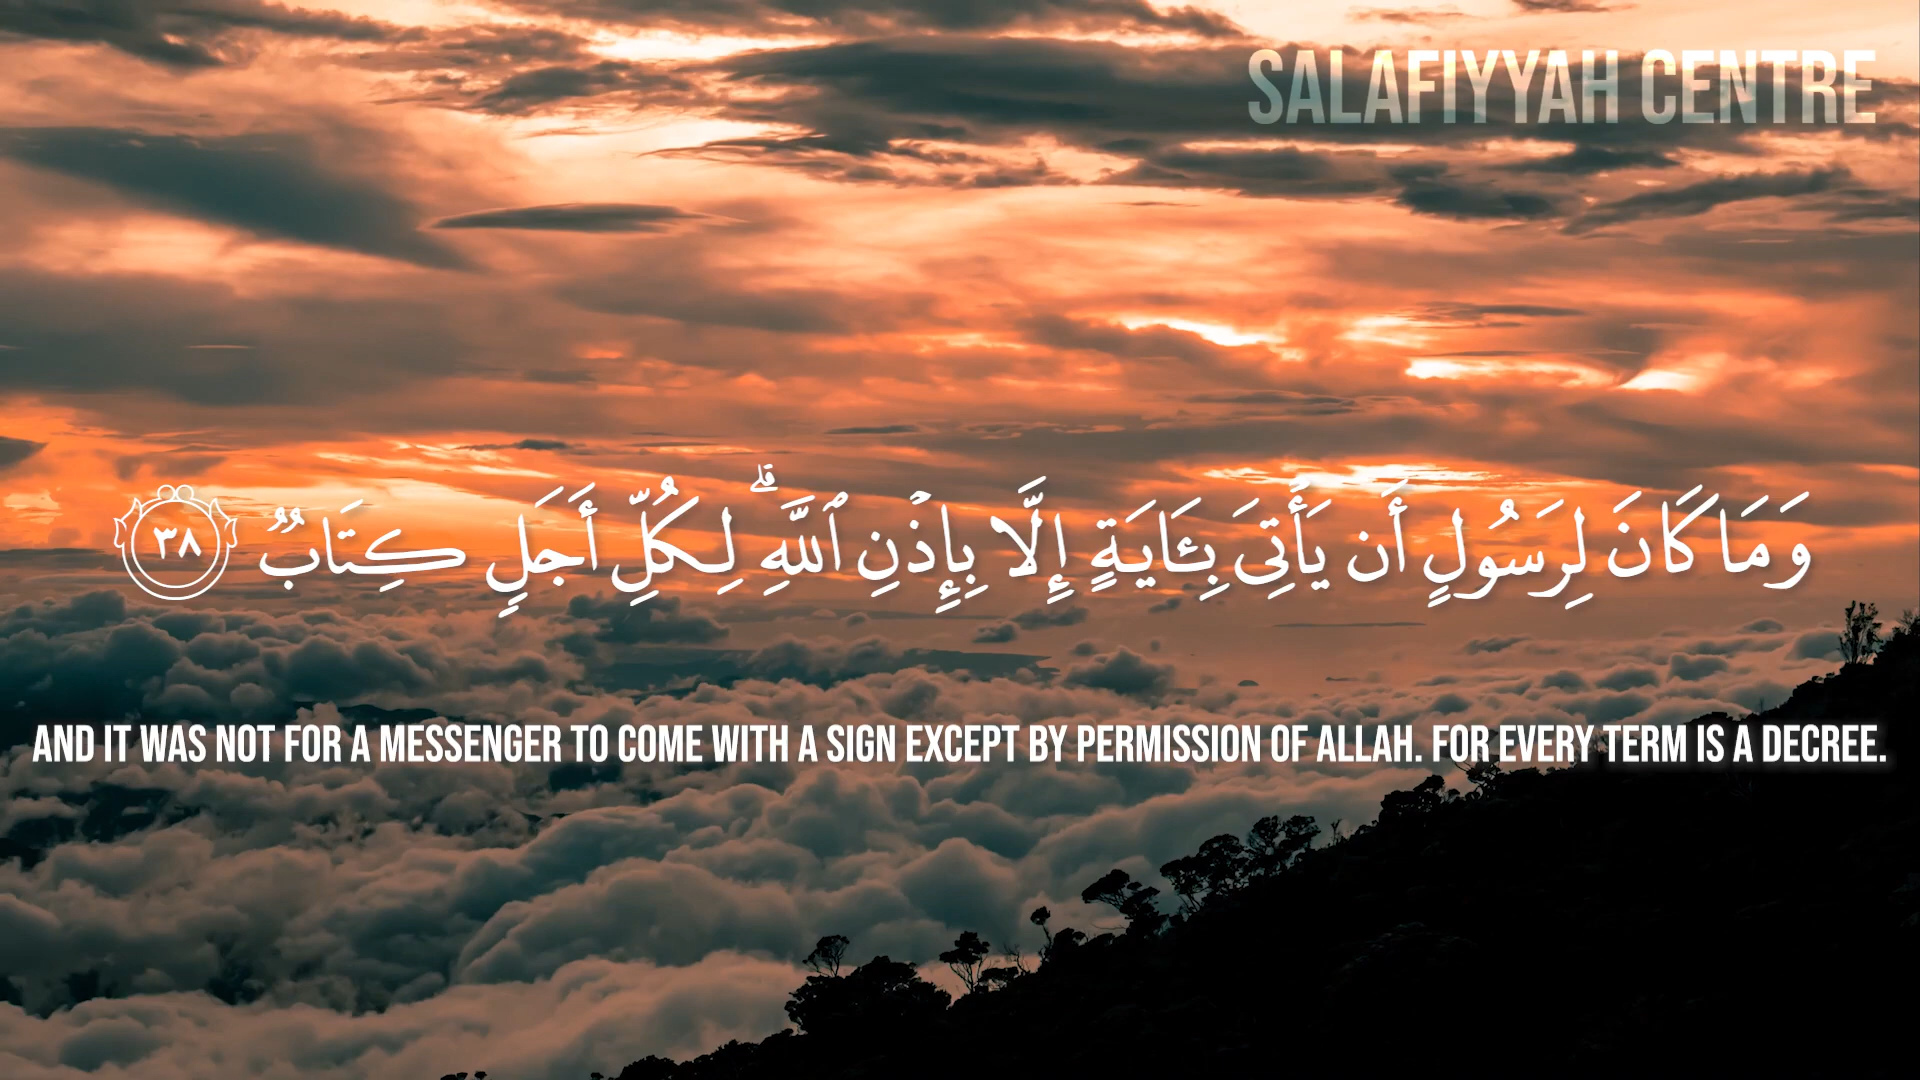 SALAFIYYAH CENTRE
وَمَا كَانَ لِرَسُولٍ أَن يَأْتِىَ بِـَٔايَةٍ إِلَّا بِإِذْنِ ٱللَّهِ ۗ لِكُلِّ أَجَلٍ كِتَابٌ ٣٨
AND IT WAS NOT FOR A MESSENGER TO COME WITH A SIGN EXCEPT BY PERMISSION OF ALLAH. FOR EVERY TERM IS A DECREE.